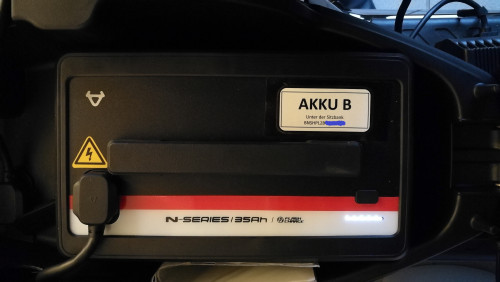 AKKU B
Unter der Sitzbank
N-SERIES / 35Ah